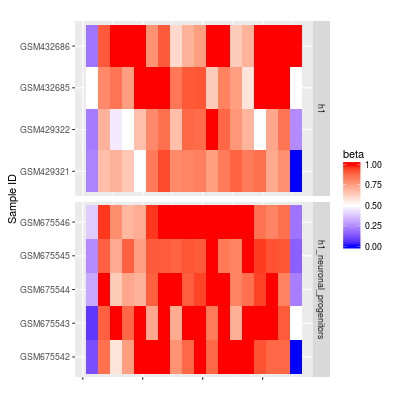 GSM432686
GSM432685
GSM429322
GSM429321
h1
Sample ID
GSM675546
GSM675545
GSM675544
GSM675543
GSM675542
h1_neuronal_progenitors
beta
1.00
0.75
0.50
0.25
0.00